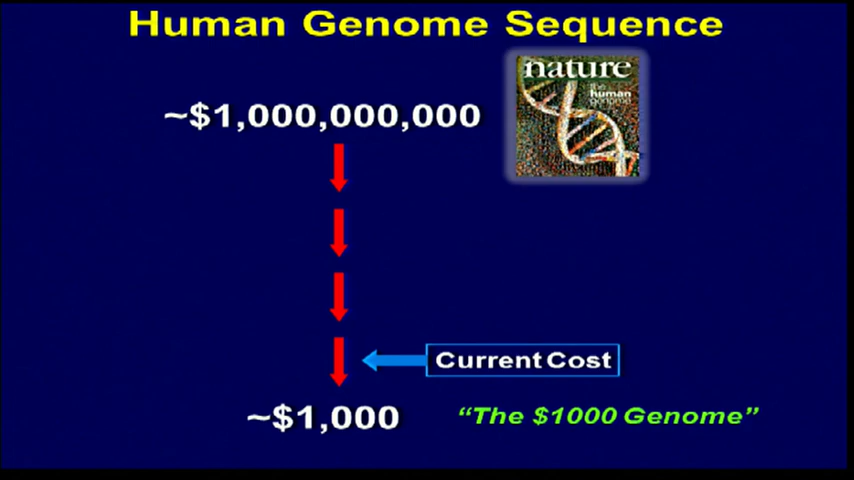 Human Genome Sequence
nature
the
human
genome
~$1,000,000,000
Current Cost
~$1,000
“The $1000 Genome”